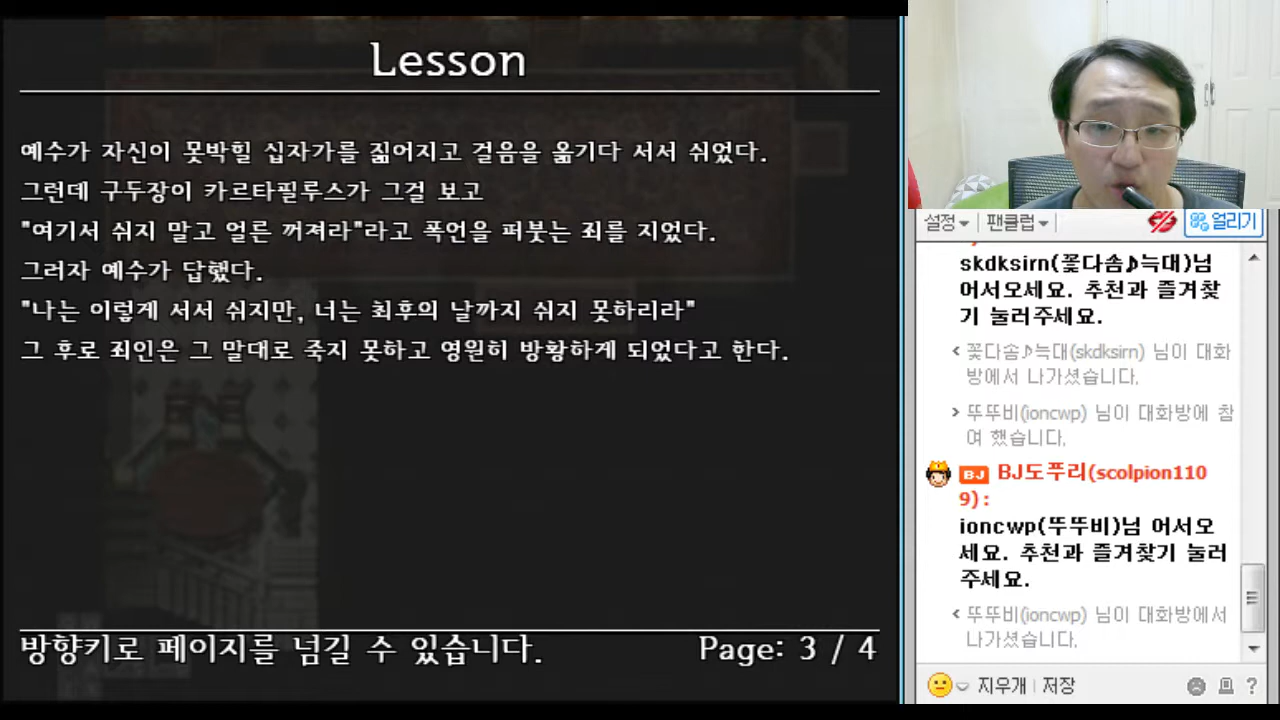 Lesson
예수가 자신이 못박힐 십자가를 짊어지고 걸음을 옮기다 서서 쉬었다.
그런데 구두장이 카르타필루스가 그걸 보고
"여기서 쉬지 말고 얼른 꺼져라"라고 폭언을 퍼붓는 죄를 지었다.
그러자 예수가 답했다.
"나는 이렇게 서서 쉬지만, 너는 최후의 날까지 쉬지 못하리라"
그 후로 죄인은 그 말대로 죽지 못하고 영원히 방황하게 되었다고 한다.
방향키로 페이지를 넘길 수 있습니다.
Page: 3 / 4
설정 팬클럽 얼리기
skdksirn(꽃다솜♪늑대)님
어서오세요. 추천과 즐겨찾
기 눌러주세요.
꽃다솜♪늑대(skdksirn) 님이 대화
방에서 나가셨습니다.
뚜뚜비(ioncwp) 님이 대화방에 참
여 했습니다.
BJ BJ도푸리(scolpion110
9):
ioncwp(뚜뚜비)님 어서오
세요. 추천과 즐겨찾기 눌러
주세요.
뚜뚜비(ioncwp) 님이 대화방에서
나가셨습니다.
지우개 저장 ?